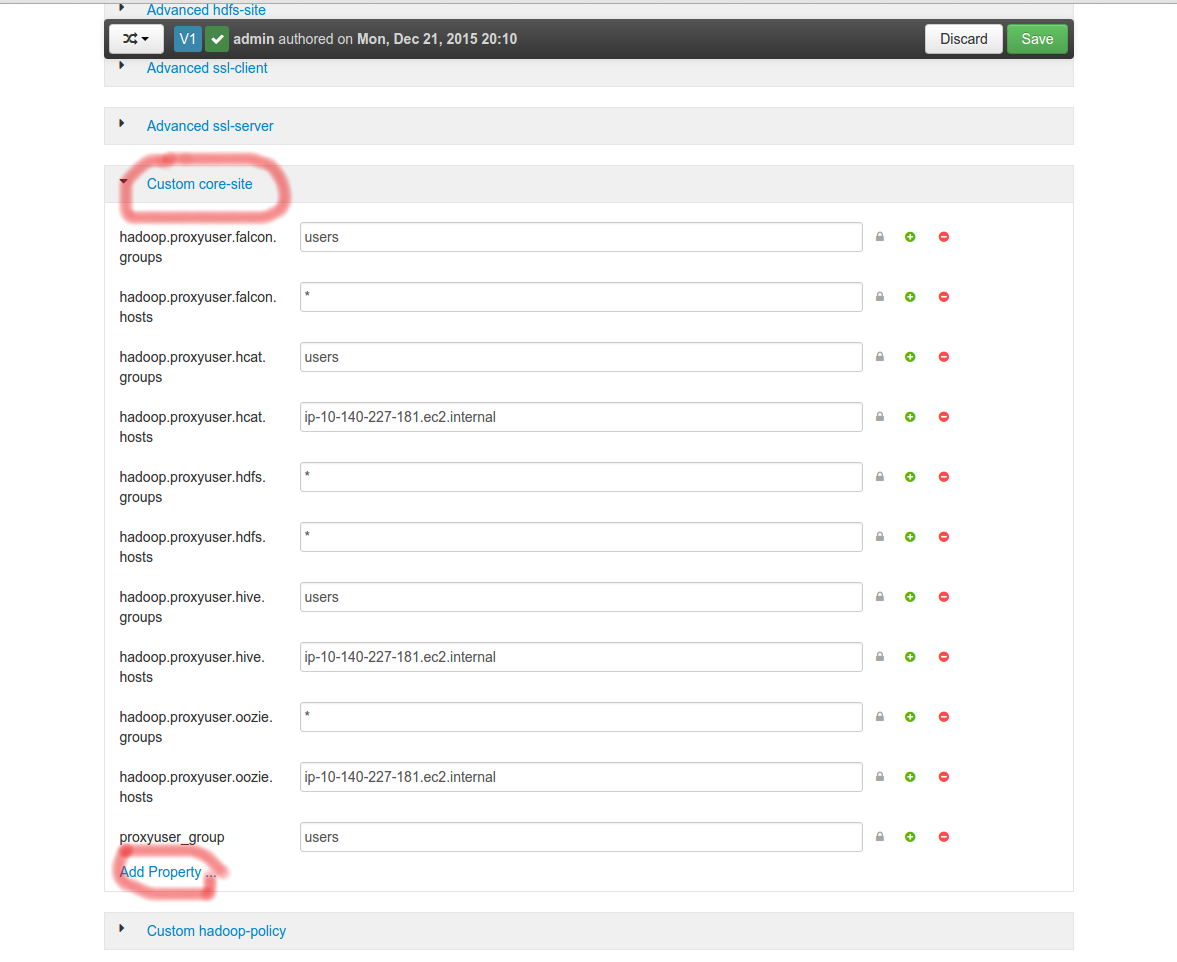 Advanced hdfs-site
V1 admin authored on Mon, Dec 21, 2015 20:10 Discard Save
Advanced ssl-client
Advanced ssl-server
Custom core-site
hadoop.proxyuser.falcon. users
groups
hadoop.proxyuser.falcon. *
hosts
hadoop.proxyuser.hcat. users
groups
hadoop.proxyuser.hcat. ip-10-140-227-181.ec2.internal
hosts
hadoop.proxyuser.hdfs. *
groups
hadoop.proxyuser.hdfs. *
hosts
hadoop.proxyuser.hive. users
groups
hadoop.proxyuser.hive. ip-10-140-227-181.ec2.internal
hosts
hadoop.proxyuser.oozie. *
groups
hadoop.proxyuser.oozie. ip-10-140-227-181.ec2.internal
hosts
proxyuser_group users
Add Property ...
Custom hadoop-policy